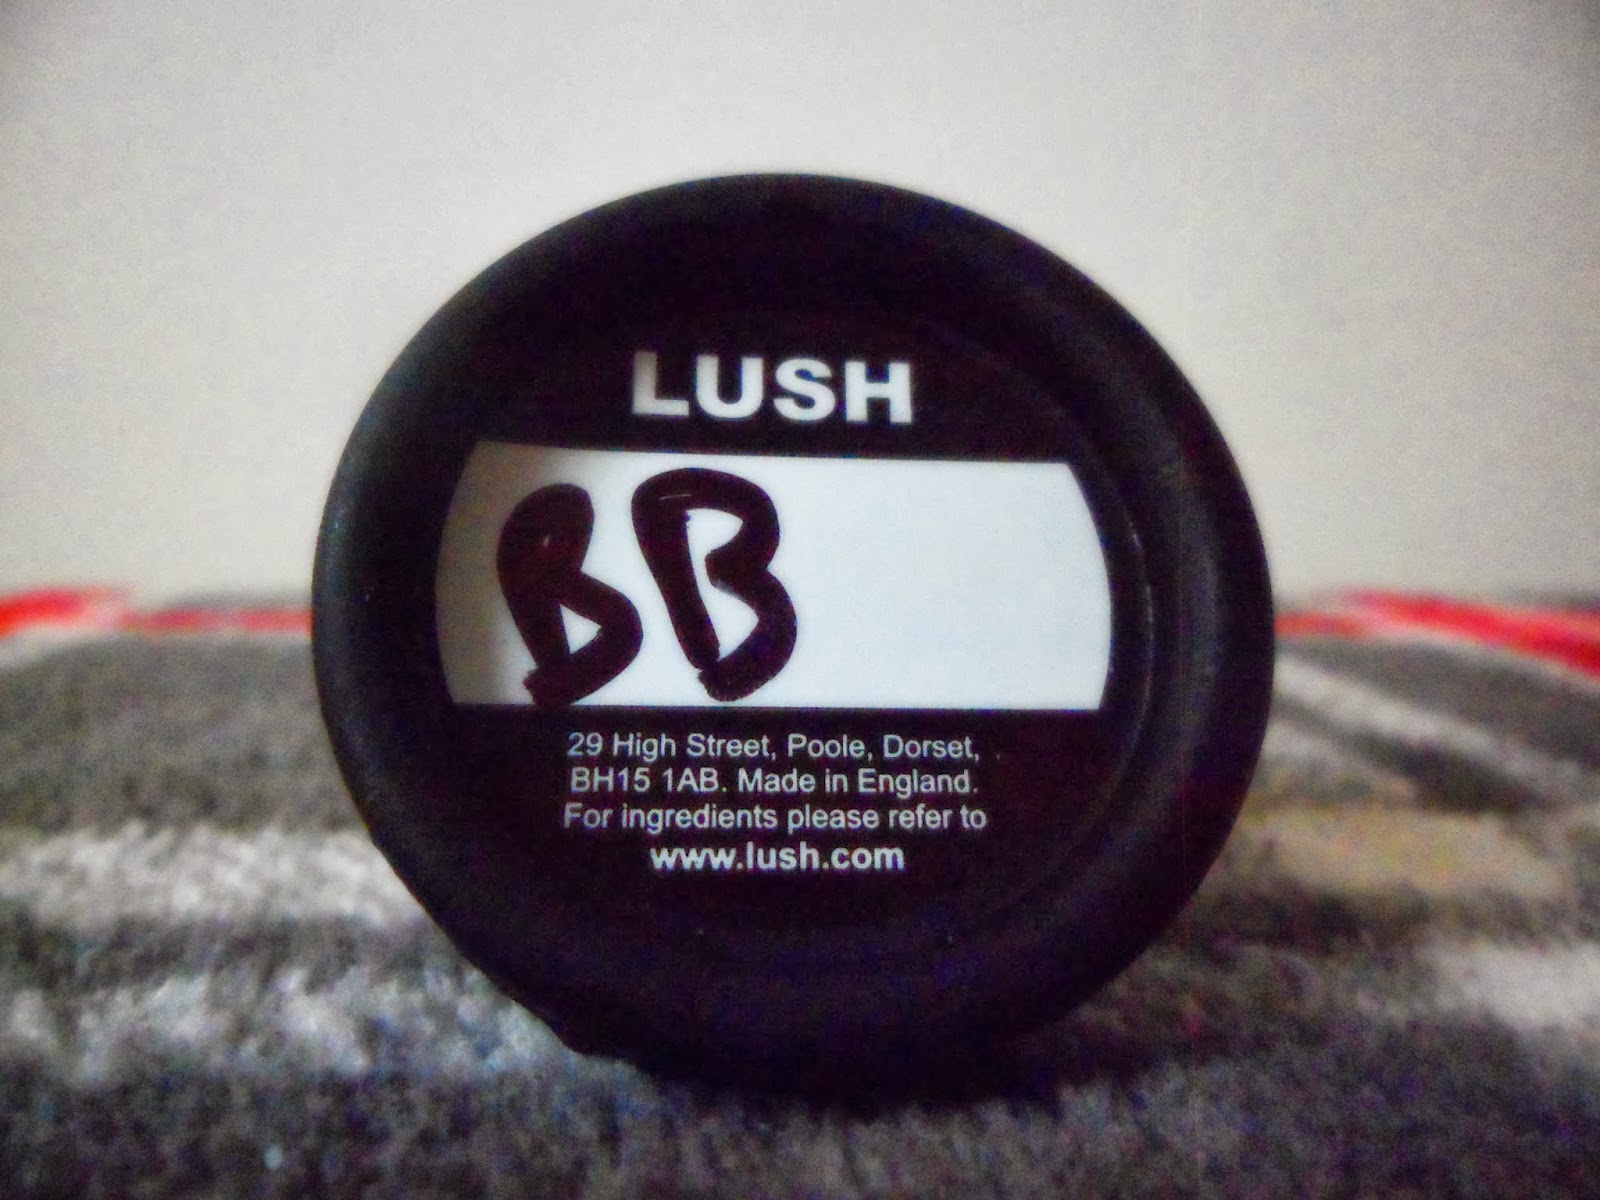 LUSH
BB
29 High Street, Poole, Dorset,
BH15 1AB. Made in England.
For ingredients please refer to
www.lush.com